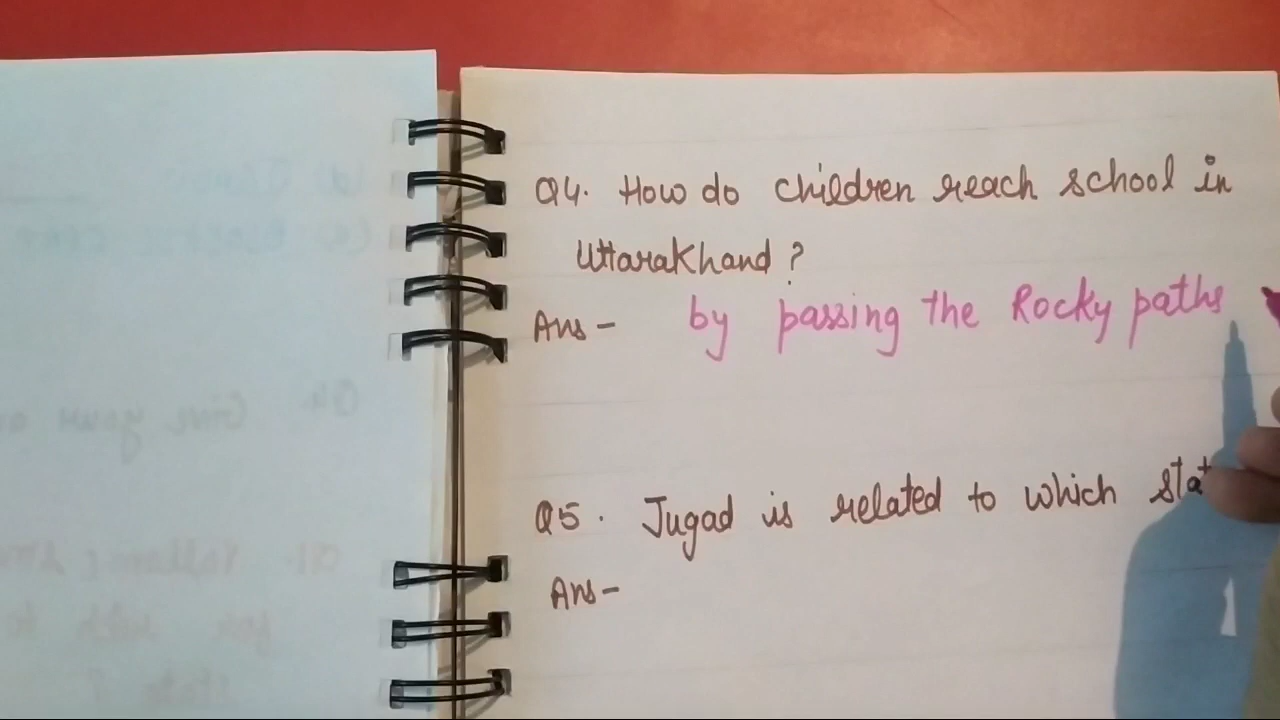 Q4. How do children reach school in
Uttarakhand?
Ans - by passing the Rocky paths
Q5. Jugad is related to which stat
Ans -